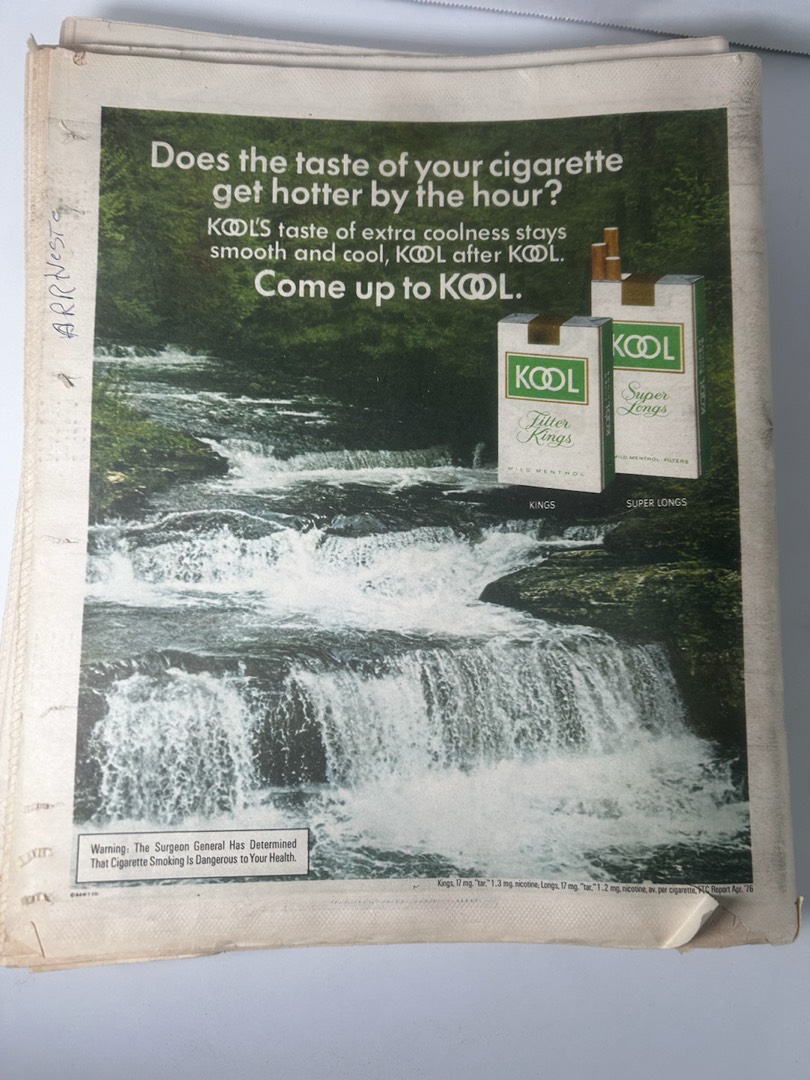 Does the taste of your cigarette
get hotter by the hour?
KOOL'S taste of extra coolness stays
smooth and cool, KOOL after KOOL.
Come up to KOOL.
KOOL
Filter
Kings
MILD MENTHOL
KOOL
Super
Longs
MILD MENTHOL FILTERS
KINGS
SUPER LONGS
Warning: The Surgeon General Has Determined
That Cigarette Smoking Is Dangerous to Your Health.
Kings, 17 mg. "tar," 1.3 mg. nicotine; Longs, 17 mg. "tar," 1.2 mg. nicotine, av. per cigarette, FTC Report Apr. '76